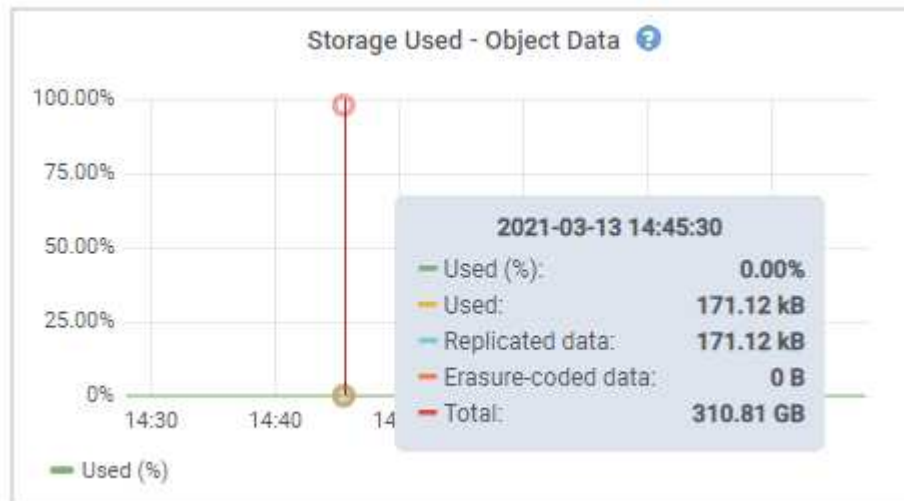 Storage Used - Object Data ?
100.00%
75.00%
50.00%
25.00%
0%
14:30 14:40 14
2021-03-13 14:45:30
Used (%): 0.00%
Used: 171.12 kB
Replicated data: 171.12 kB
Erasure-coded data: 0 B
Total: 310.81 GB
Used (%)